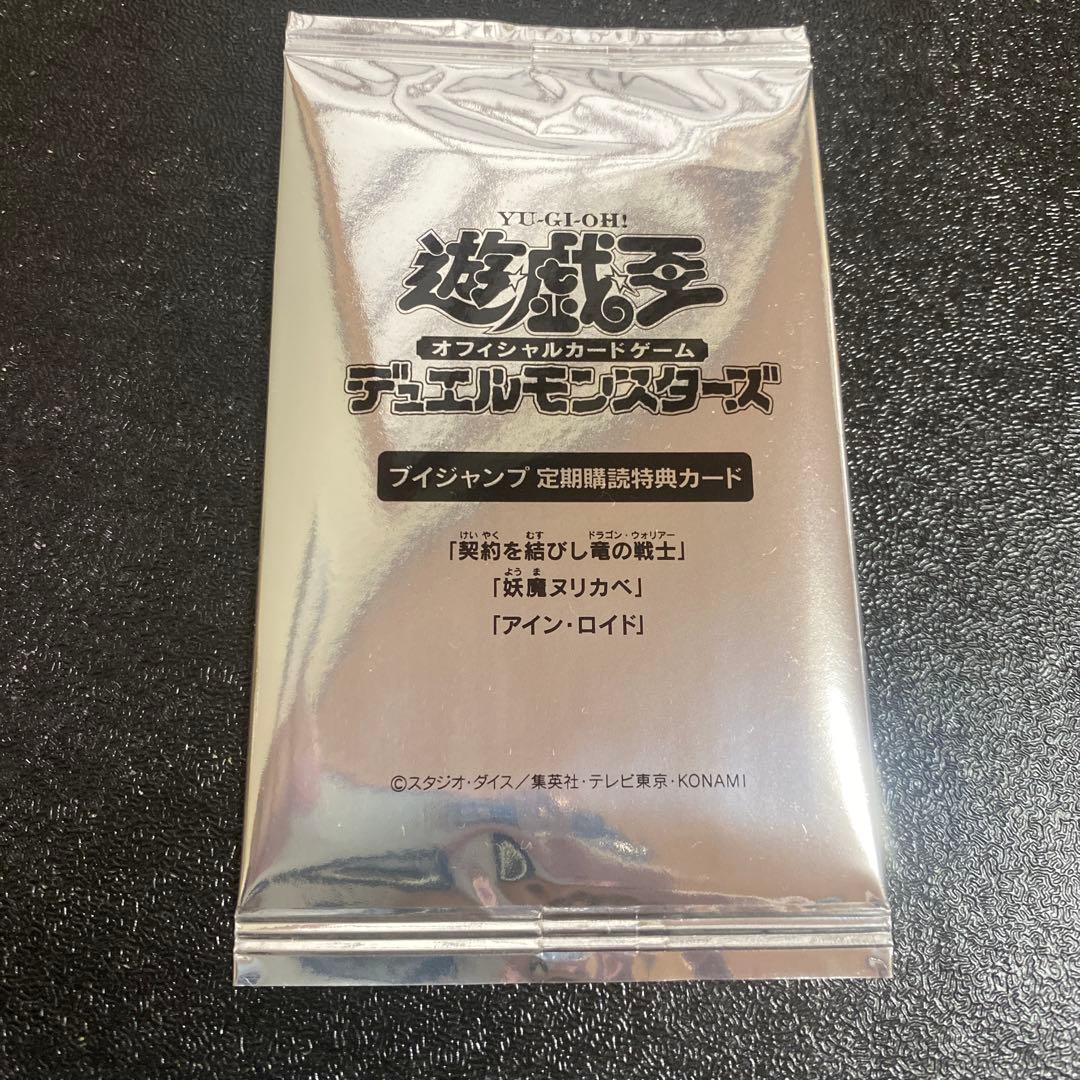 YU-GI-OH!
遊戯王
オフィシャルカードゲーム
デュエルモンスターズ
ブイジャンプ 定期購読特典カード
けいやく むす ドラゴン・ウォリアー
「契約を結びし竜の戦士」
ようま
「妖魔ヌリカベ」
「アイン・ロイド」
©スタジオ・ダイス/集英社・テレビ東京・KONAMI